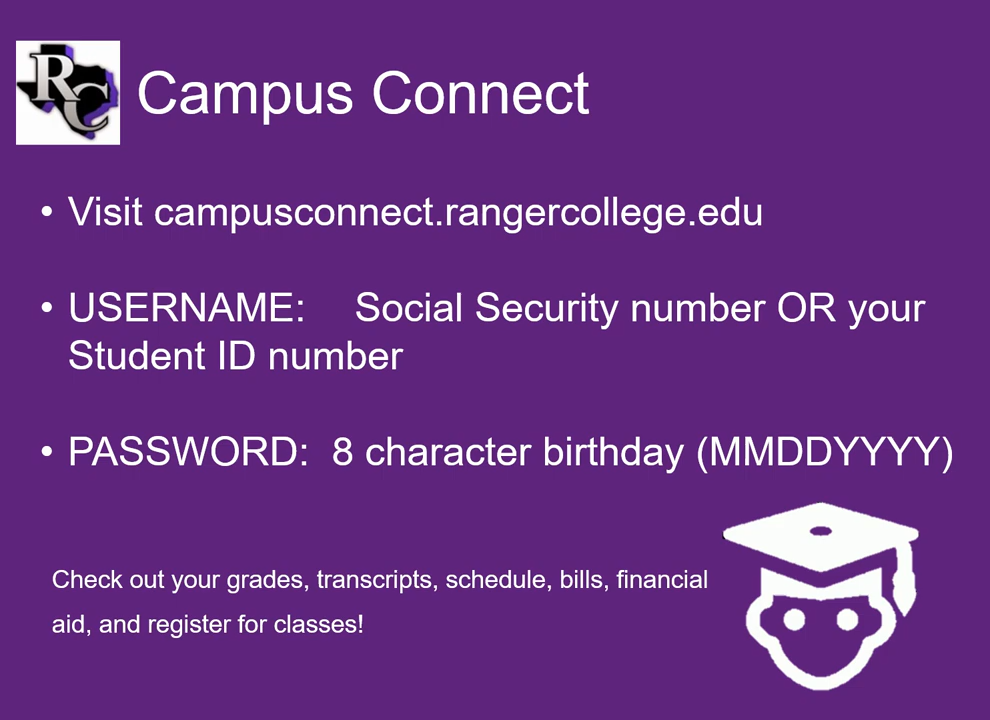 RC
Campus Connect
• Visit campusconnect.rangercollege.edu
• USERNAME: Social Security number OR your
Student ID number
• PASSWORD: 8 character birthday (MMDDYYYY)
Check out your grades, transcripts, schedule, bills, financial
aid, and register for classes!